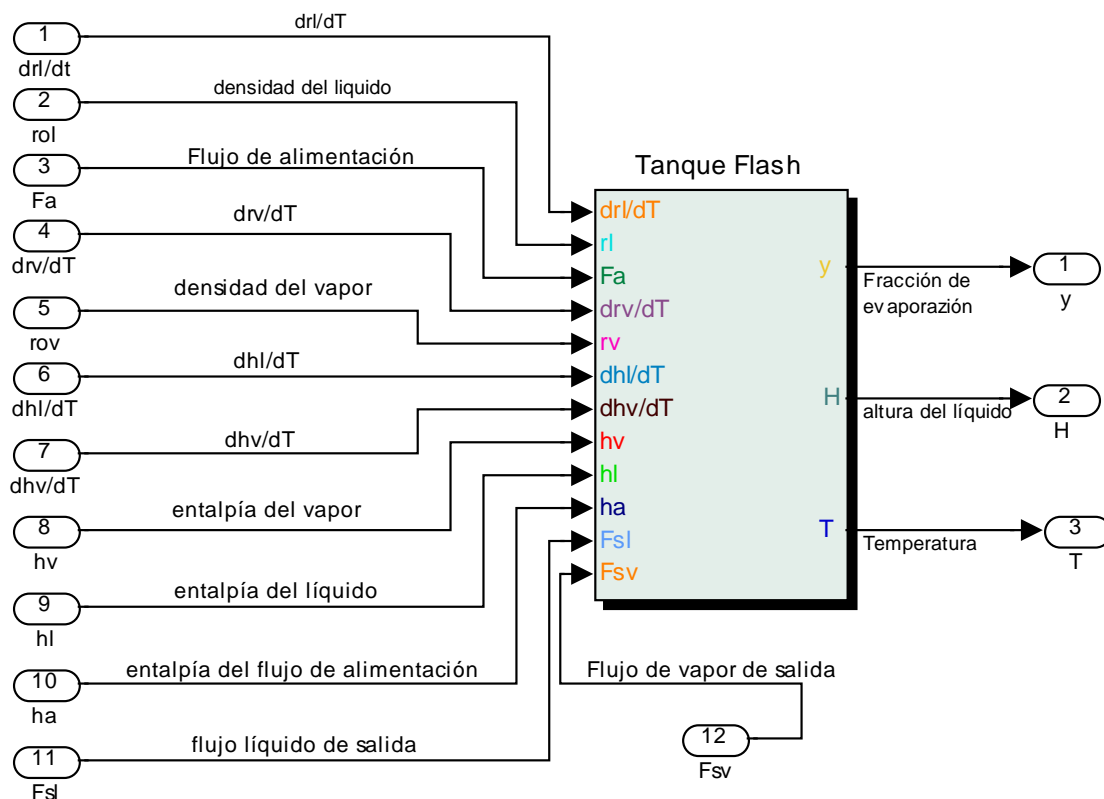 1
drl/dT
drl/dt
2
densidad del liquido
rol
3
Flujo de alimentación
Fa
4
drv/dT
drv/dT
5
densidad del vapor
rov
6
dhl/dT
dhl/dT
7
dhv/dT
dhv/dT
8
entalpía del vapor
hv
9
entalpía del líquido
hl
10
entalpía del flujo de alimentación
ha
11
flujo líquido de salida
Fsl
Tanque Flash
drl/dT
rl
Fa
drv/dT
rv
dhl/dT
dhv/dT
hv
hl
ha
Fsl
Fsv
y
H
T
Flujo de vapor de salida
12
Fsv
Fracción de
evaporazión
1
y
altura del líquido
2
H
Temperatura
3
T